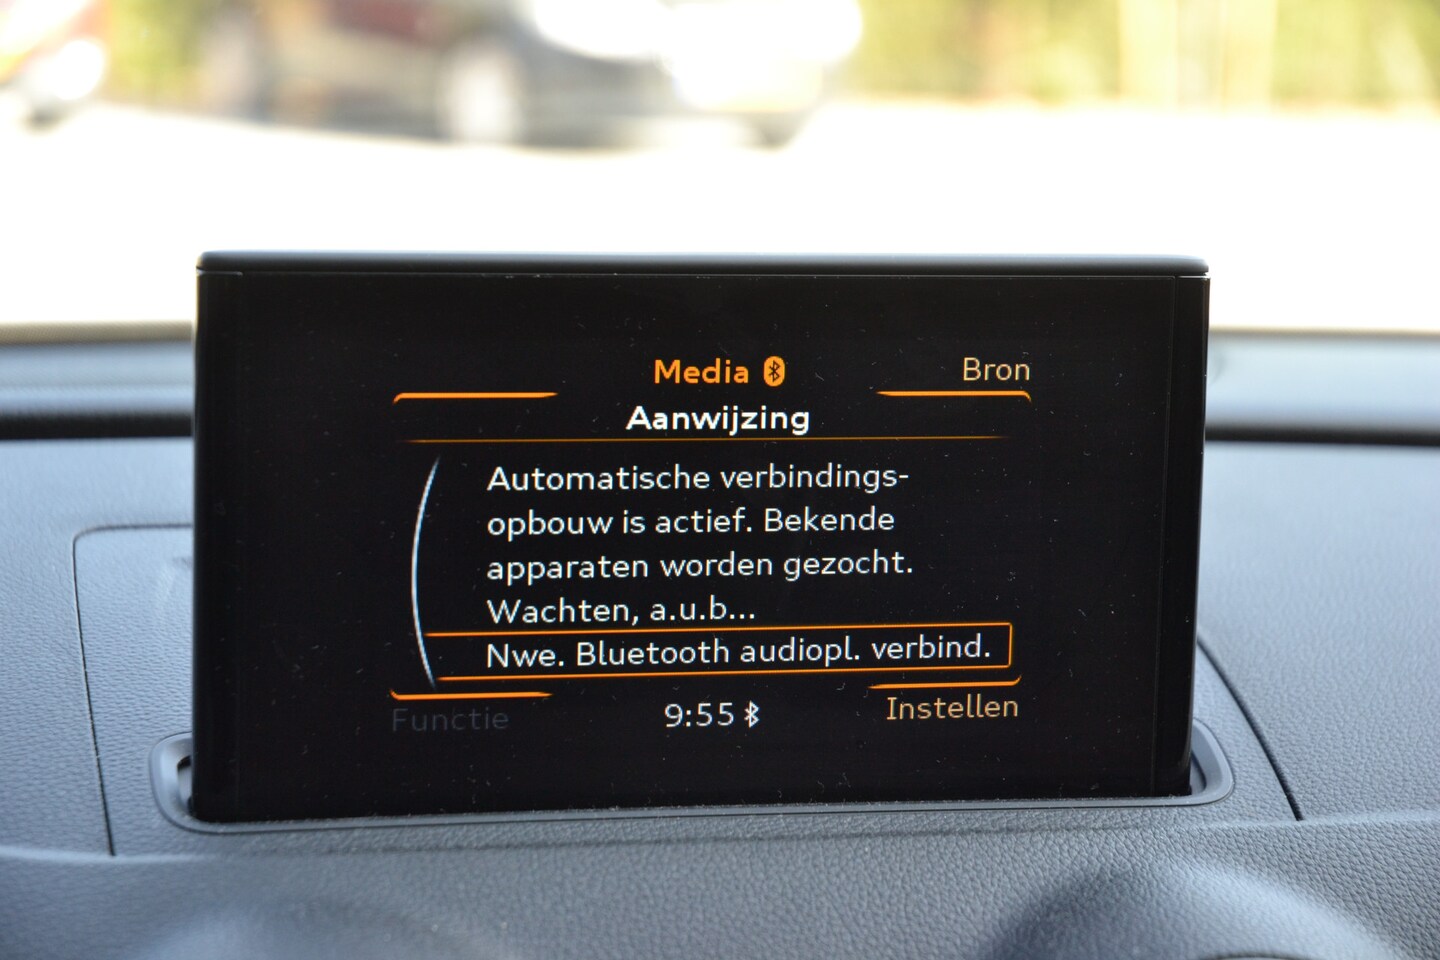 Media
Bron
Aanwijzing
Automatische verbindings-
opbouw is actief. Bekende
apparaten worden gezocht.
Wachten, a.u.b...
Nwe. Bluetooth audiopl. verbind.
Functie
9:55
Instellen